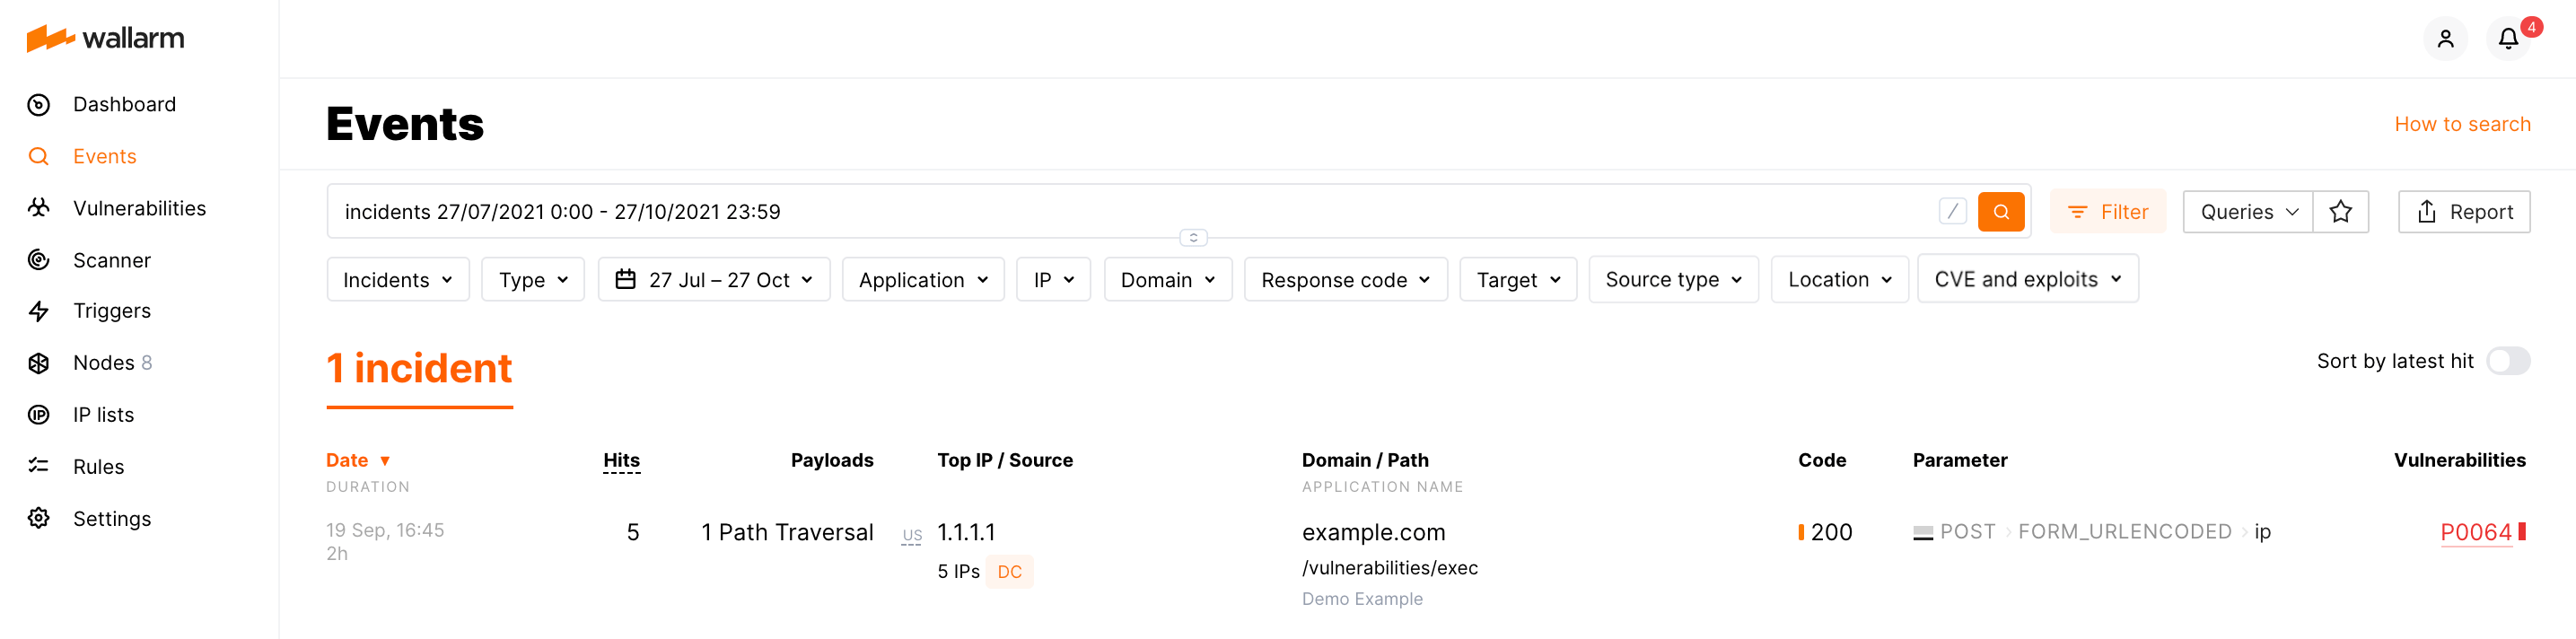 wallarm
4
Dashboard
Events
Vulnerabilities
Scanner
Triggers
Nodes 8
IP lists
Rules
Settings
Events
How to search
incidents 27/07/2021 0:00 - 27/10/2021 23:59
/
Filter
Queries
Report
Incidents
Type
27 Jul – 27 Oct
Application
IP
Domain
Response code
Target
Source type
Location
CVE and exploits
1 incident
Sort by latest hit
Date ▼ Hits Payloads Top IP / Source Domain / Path Code Parameter Vulnerabilities
DURATION APPLICATION NAME
19 Sep, 16:45 5 1 Path Traversal US 1.1.1.1 example.com 200 POST › FORM_URLENCODED › ip P0064
2h 5 IPs DC /vulnerabilities/exec
Demo Example